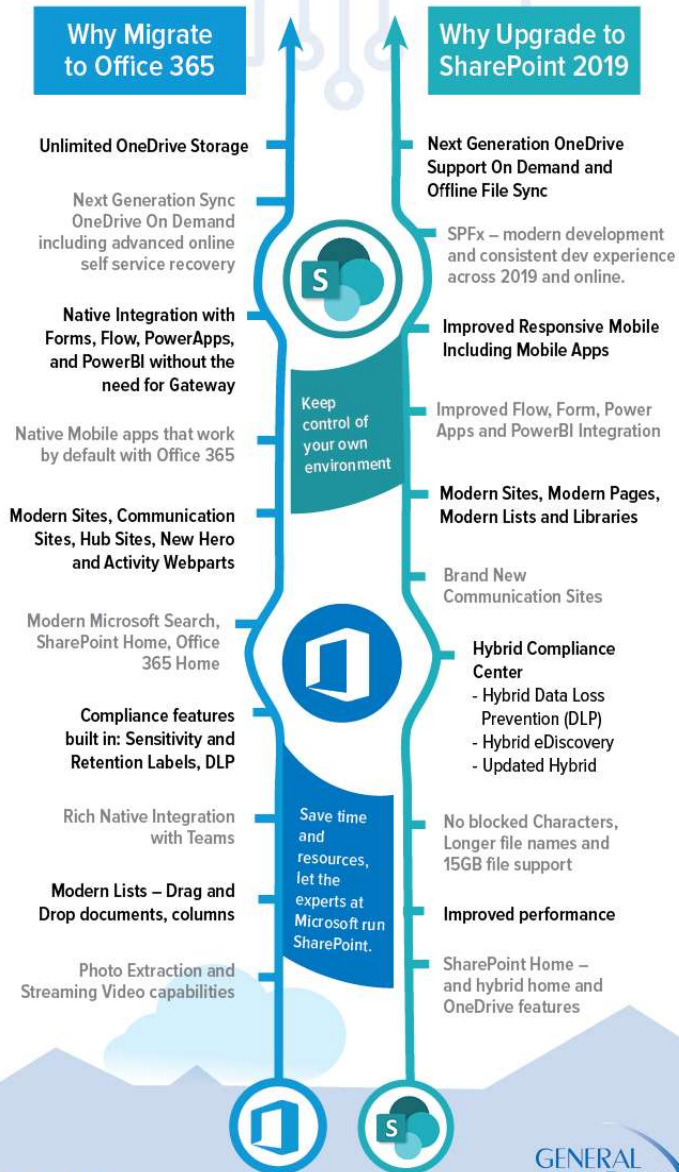 Why Migrate
to Office 365
Unlimited OneDrive Storage
Next Generation Sync
OneDrive On Demand
including advanced online
self service recovery
Native Integration with
Forms, Flow, PowerApps,
and PowerBI without the
need for Gateway
Native Mobile apps that work
by default with Office 365
Modern Sites, Communication
Sites, Hub Sites, New Hero
and Activity Webparts
Modern Microsoft Search,
SharePoint Home, Office
365 Home
Compliance features
built in: Sensitivity and
Retention Labels, DLP
Rich Native Integration
with Teams
Modern Lists – Drag and
Drop documents, columns
Photo Extraction and
Streaming Video capabilities
S
Keep
control of
your own
environment
Save time
and
resources,
let the
experts at
Microsoft run
SharePoint.
Why Upgrade to
SharePoint 2019
Next Generation OneDrive
Support On Demand and
Offline File Sync
SPFx – modern development
and consistent dev experience
across 2019 and online.
Improved Responsive Mobile
Including Mobile Apps
Improved Flow, Form, Power
Apps and PowerBI Integration
Modern Sites, Modern Pages,
Modern Lists and Libraries
Brand New
Communication Sites
Hybrid Compliance
Center
- Hybrid Data Loss
Prevention (DLP)
- Hybrid eDiscovery
- Updated Hybrid
No blocked Characters,
Longer file names and
15GB file support
Improved performance
SharePoint Home –
and hybrid home and
OneDrive features
S
GENERAL